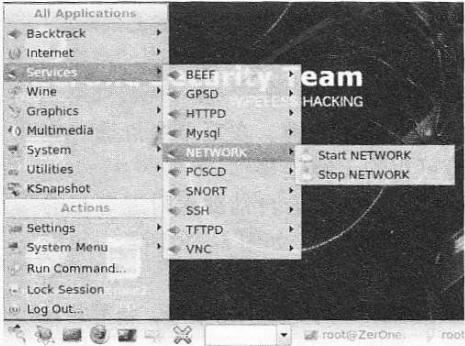 All Applications
Backtrack
Internet
Services
Wine
Graphics
Multimedia
System
Utilities
KSnapshot
Actions
Settings
System Menu
Run Command...
Lock Session
Log Out...
BEEF
GPSD
HTTPD
Mysql
NETWORK
PCSCD
SNORT
SSH
TFTPD
VNC
Start NETWORK
Stop NETWORK
Team
HACKING
root@ZerOne:
root